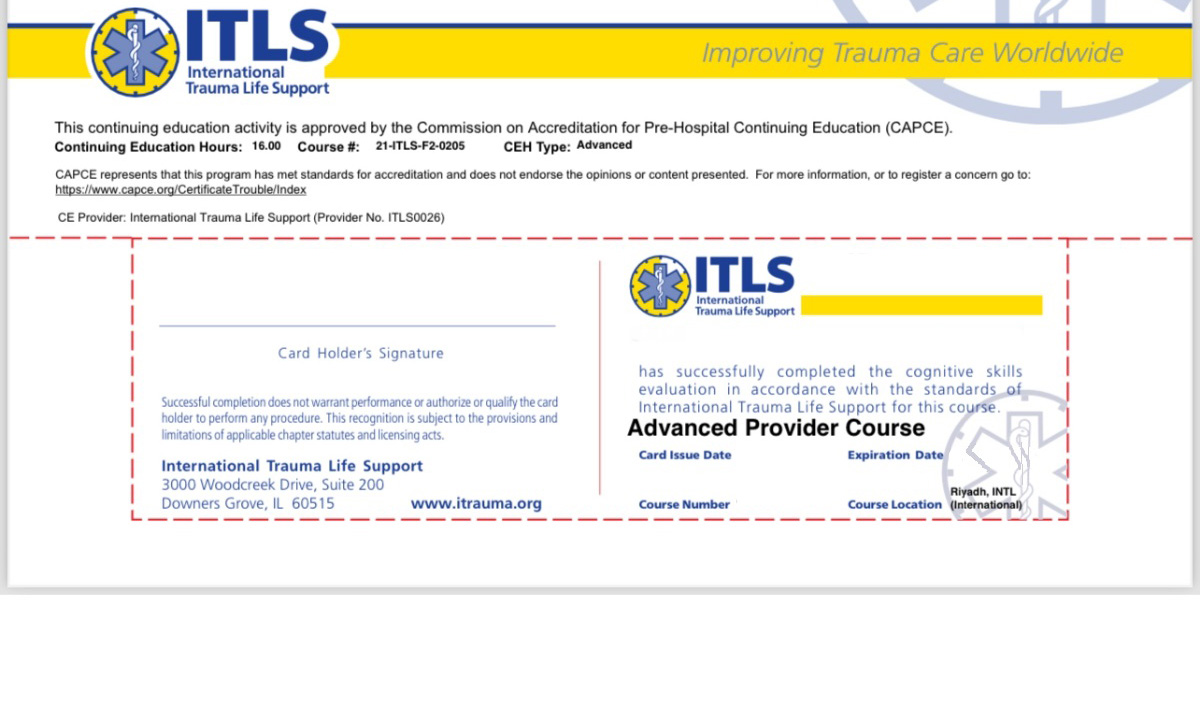 ITLS
International
Trauma Life Support
Improving Trauma Care Worldwide
This continuing education activity is approved by the Commission on Accreditation for Pre-Hospital Continuing Education (CAPCE).
Continuing Education Hours: 16.00 Course #: 21-ITLS-F2-0205 CEH Type: Advanced
CAPCE represents that this program has met standards for accreditation and does not endorse the opinions or content presented. For more information, or to register a concern go to:
https://www.capce.org/CertificateTrouble/Index
CE Provider: International Trauma Life Support (Provider No. ITLS0026)
Card Holder's Signature
Successful completion does not warrant performance or authorize or qualify the card
holder to perform any procedure. This recognition is subject to the provisions and
limitations of applicable chapter statutes and licensing acts.
International Trauma Life Support
3000 Woodcreek Drive, Suite 200
Downers Grove, IL 60515 www.itrauma.org
ITLS
International
Trauma Life Support
has successfully completed the cognitive skills
evaluation in accordance with the standards of
International Trauma Life Support for this course.
Advanced Provider Course
Card Issue Date Expiration Date
Course Number Course Location Riyadh, INTL
(International)